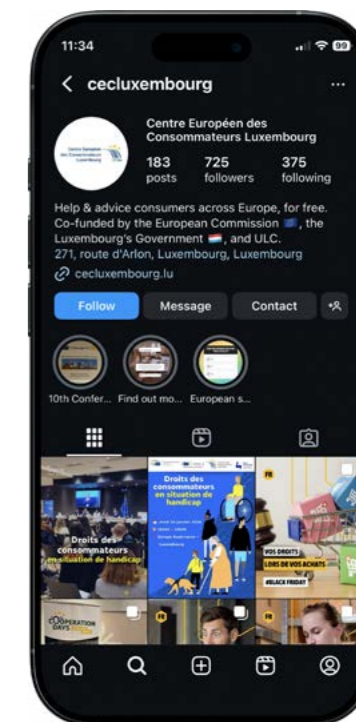 11:34
99
cecluxembourg
Centre Européen des
Consommateurs Luxembourg
183
725
375
posts
followers
following
Help & advice consumers across Europe, for free.
Co-funded by the European Commission 🇪🇺, the
Luxembourg's Government 🇱🇺, and ULC.
271, route d'Arlon, Luxembourg, Luxembourg
cecluxembourg.lu
Follow
Message
Contact
10th Confer...
Find out mo...
European s...
Droits des
consommateurs
en situation de handicap
Droits des
consommateurs
en situation de
handicap
FR
VOS DROITS
LORS DE VOS ACHATS
#BLACK FRIDAY
COOPERATION
DAYS
FR
FR